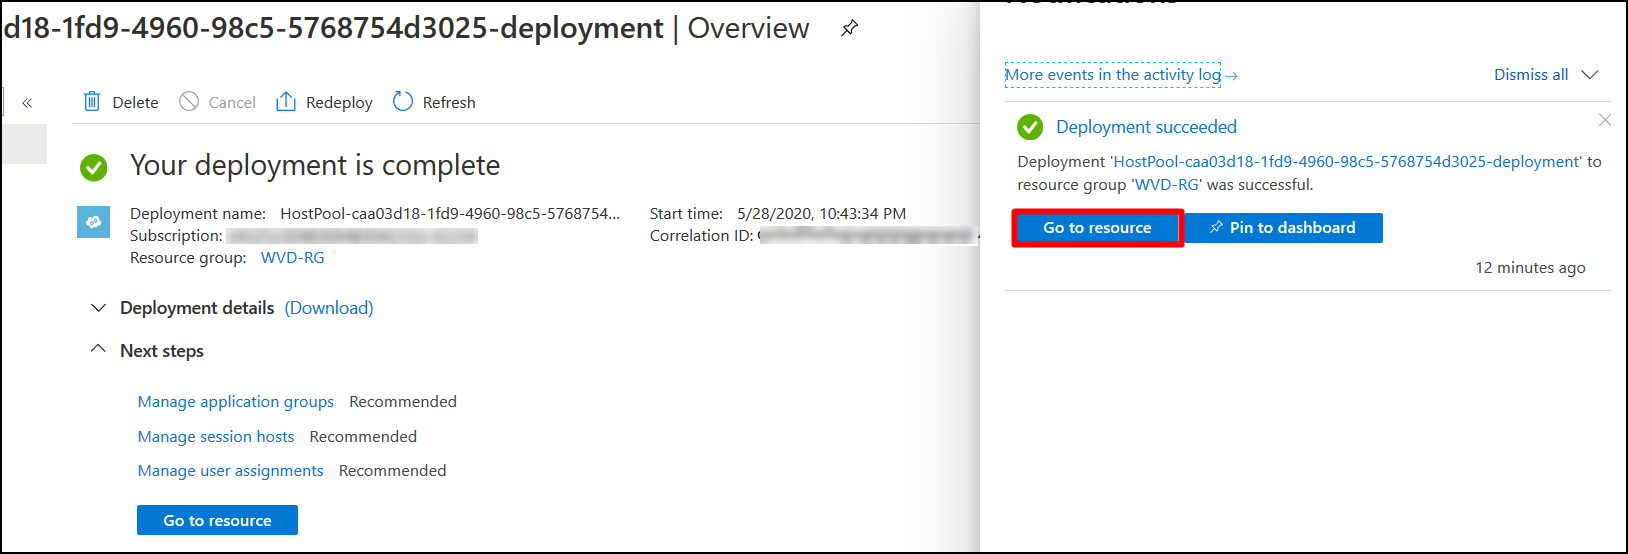 d18-1fd9-4960-98c5-5768754d3025-deployment | Overview
Delete Cancel Redeploy Refresh
Your deployment is complete
Deployment name: HostPool-caa03d18-1fd9-4960-98c5-5768754...
Subscription:
Resource group: WVD-RG
Start time: 5/28/2020, 10:43:34 PM
Correlation ID:
Deployment details (Download)
Next steps
Manage application groups Recommended
Manage session hosts Recommended
Manage user assignments Recommended
Go to resource
More events in the activity log →
Dismiss all
Deployment succeeded
Deployment 'HostPool-caa03d18-1fd9-4960-98c5-5768754d3025-deployment' to
resource group 'WVD-RG' was successful.
Go to resource
Pin to dashboard
12 minutes ago